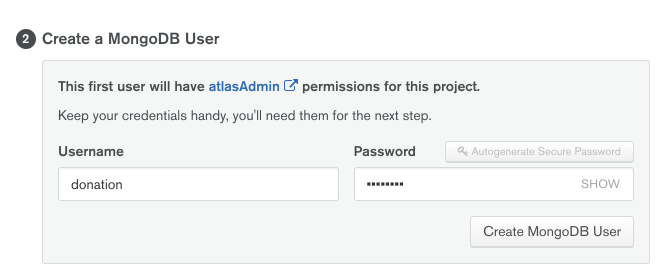 2 Create a MongoDB User
This first user will have atlasAdmin permissions for this project.
Keep your credentials handy, you'll need them for the next step.
Username
Password
Autogenerate Secure Password
donation
•••••••• SHOW
Create MongoDB User